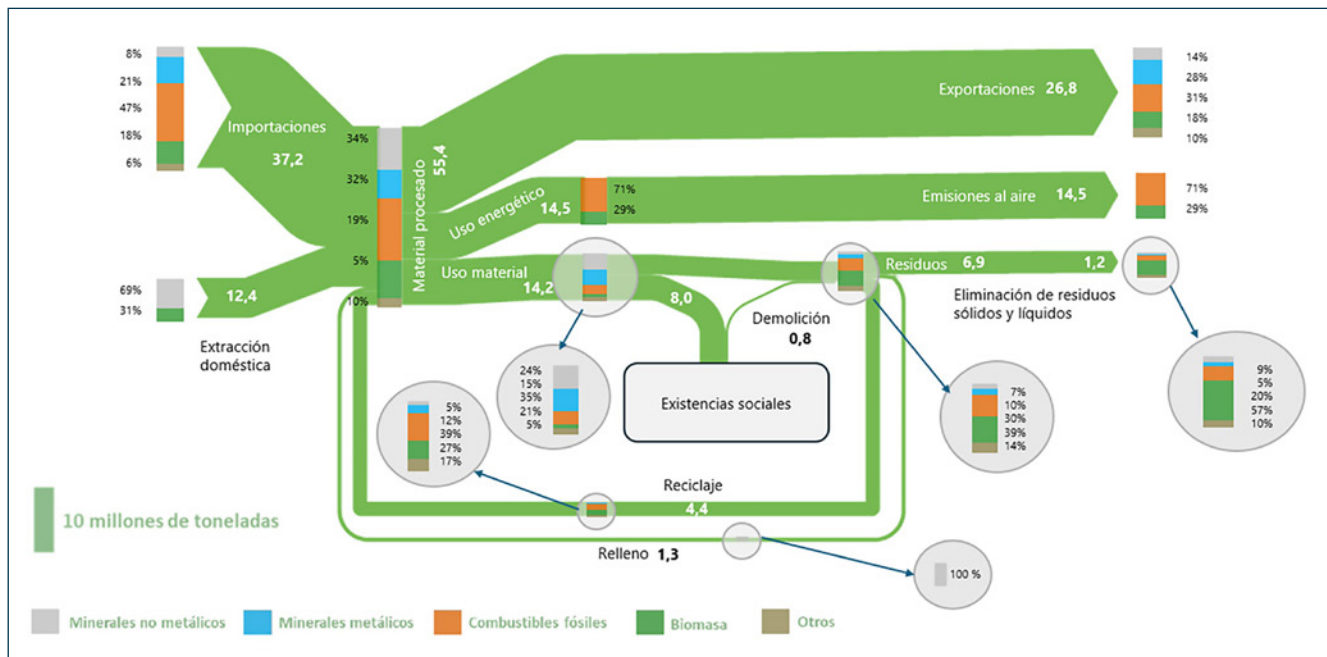 8%
21%
47%
18%
6%
Importaciones
37,2
69%
31%
12,4
Extracción
doméstica
34%
32%
19%
5%
10%
Material procesado
55,4
Exportaciones 26,8
14%
28%
31%
18%
10%
Uso energético
14,5
71%
29%
Emisiones al aire 14,5
71%
29%
Uso material
14,2
8,0
Residuos 6,9
1,2
Eliminación de residuos
sólidos y líquidos
Demolición
0,8
Existencias sociales
24%
15%
35%
21%
5%
5%
12%
39%
27%
17%
7%
10%
30%
39%
14%
9%
5%
20%
57%
10%
Reciclaje
4,4
Relleno 1,3
100 %
10 millones de toneladas
Minerales no metálicos
Minerales metálicos
Combustibles fósiles
Biomasa
Otros